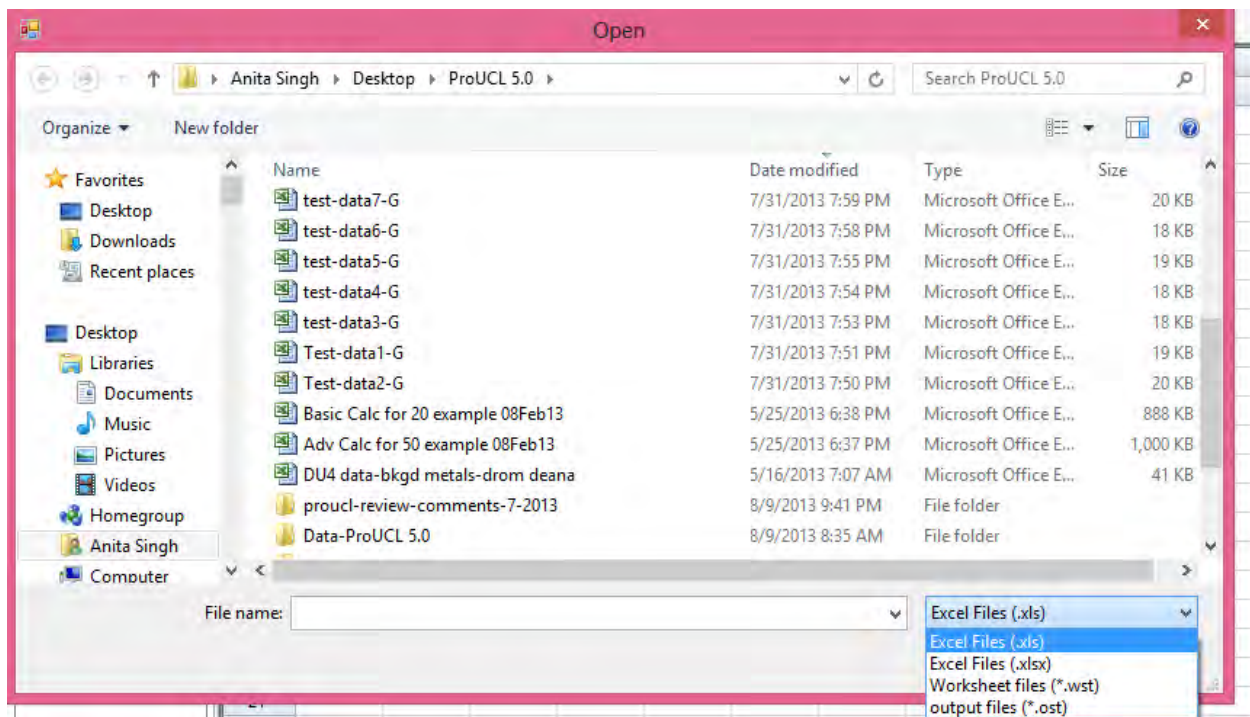 Open
Anita Singh Desktop ProUCL 5.0
Search ProUCL 5.0
Organize New folder
Favorites
Desktop
Downloads
Recent places
Desktop
Libraries
Documents
Music
Pictures
Videos
Homegroup
Anita Singh
Computer
Name Date modified Type Size
test-data7-G 7/31/2013 7:59 PM Microsoft Office E... 20 KB
test-data6-G 7/31/2013 7:58 PM Microsoft Office E... 18 KB
test-data5-G 7/31/2013 7:55 PM Microsoft Office E... 19 KB
test-data4-G 7/31/2013 7:54 PM Microsoft Office E... 18 KB
test-data3-G 7/31/2013 7:53 PM Microsoft Office E... 18 KB
Test-data1-G 7/31/2013 7:51 PM Microsoft Office E... 19 KB
Test-data2-G 7/31/2013 7:50 PM Microsoft Office E... 20 KB
Basic Calc for 20 example 08Feb13 5/25/2013 6:38 PM Microsoft Office E... 888 KB
Adv Calc for 50 example 08Feb13 5/25/2013 6:37 PM Microsoft Office E... 1,000 KB
DU4 data-bkgd metals-drom deana 5/16/2013 7:07 AM Microsoft Office E... 41 KB
proucl-review-comments-7-2013 8/9/2013 9:41 PM File folder
Data-ProUCL 5.0 8/9/2013 8:35 AM File folder
File name:
Excel Files (.xls)
Excel Files (.xls)
Excel Files (.xlsx)
Worksheet files (*.wst)
output files (*.ost)